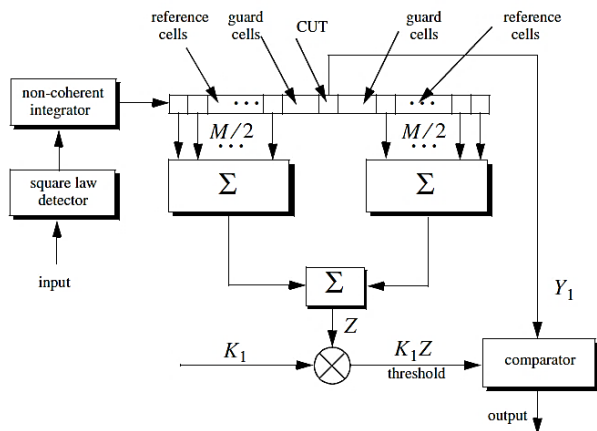 reference
cells
guard
cells
CUT
guard
cells
reference
cells
non-coherent
integrator
• • •
• • •
M/2
• • •
M/2
• • •
square law
detector
Σ
Σ
input
Σ
Z
Y1
K1
K1Z
threshold
comparator
output